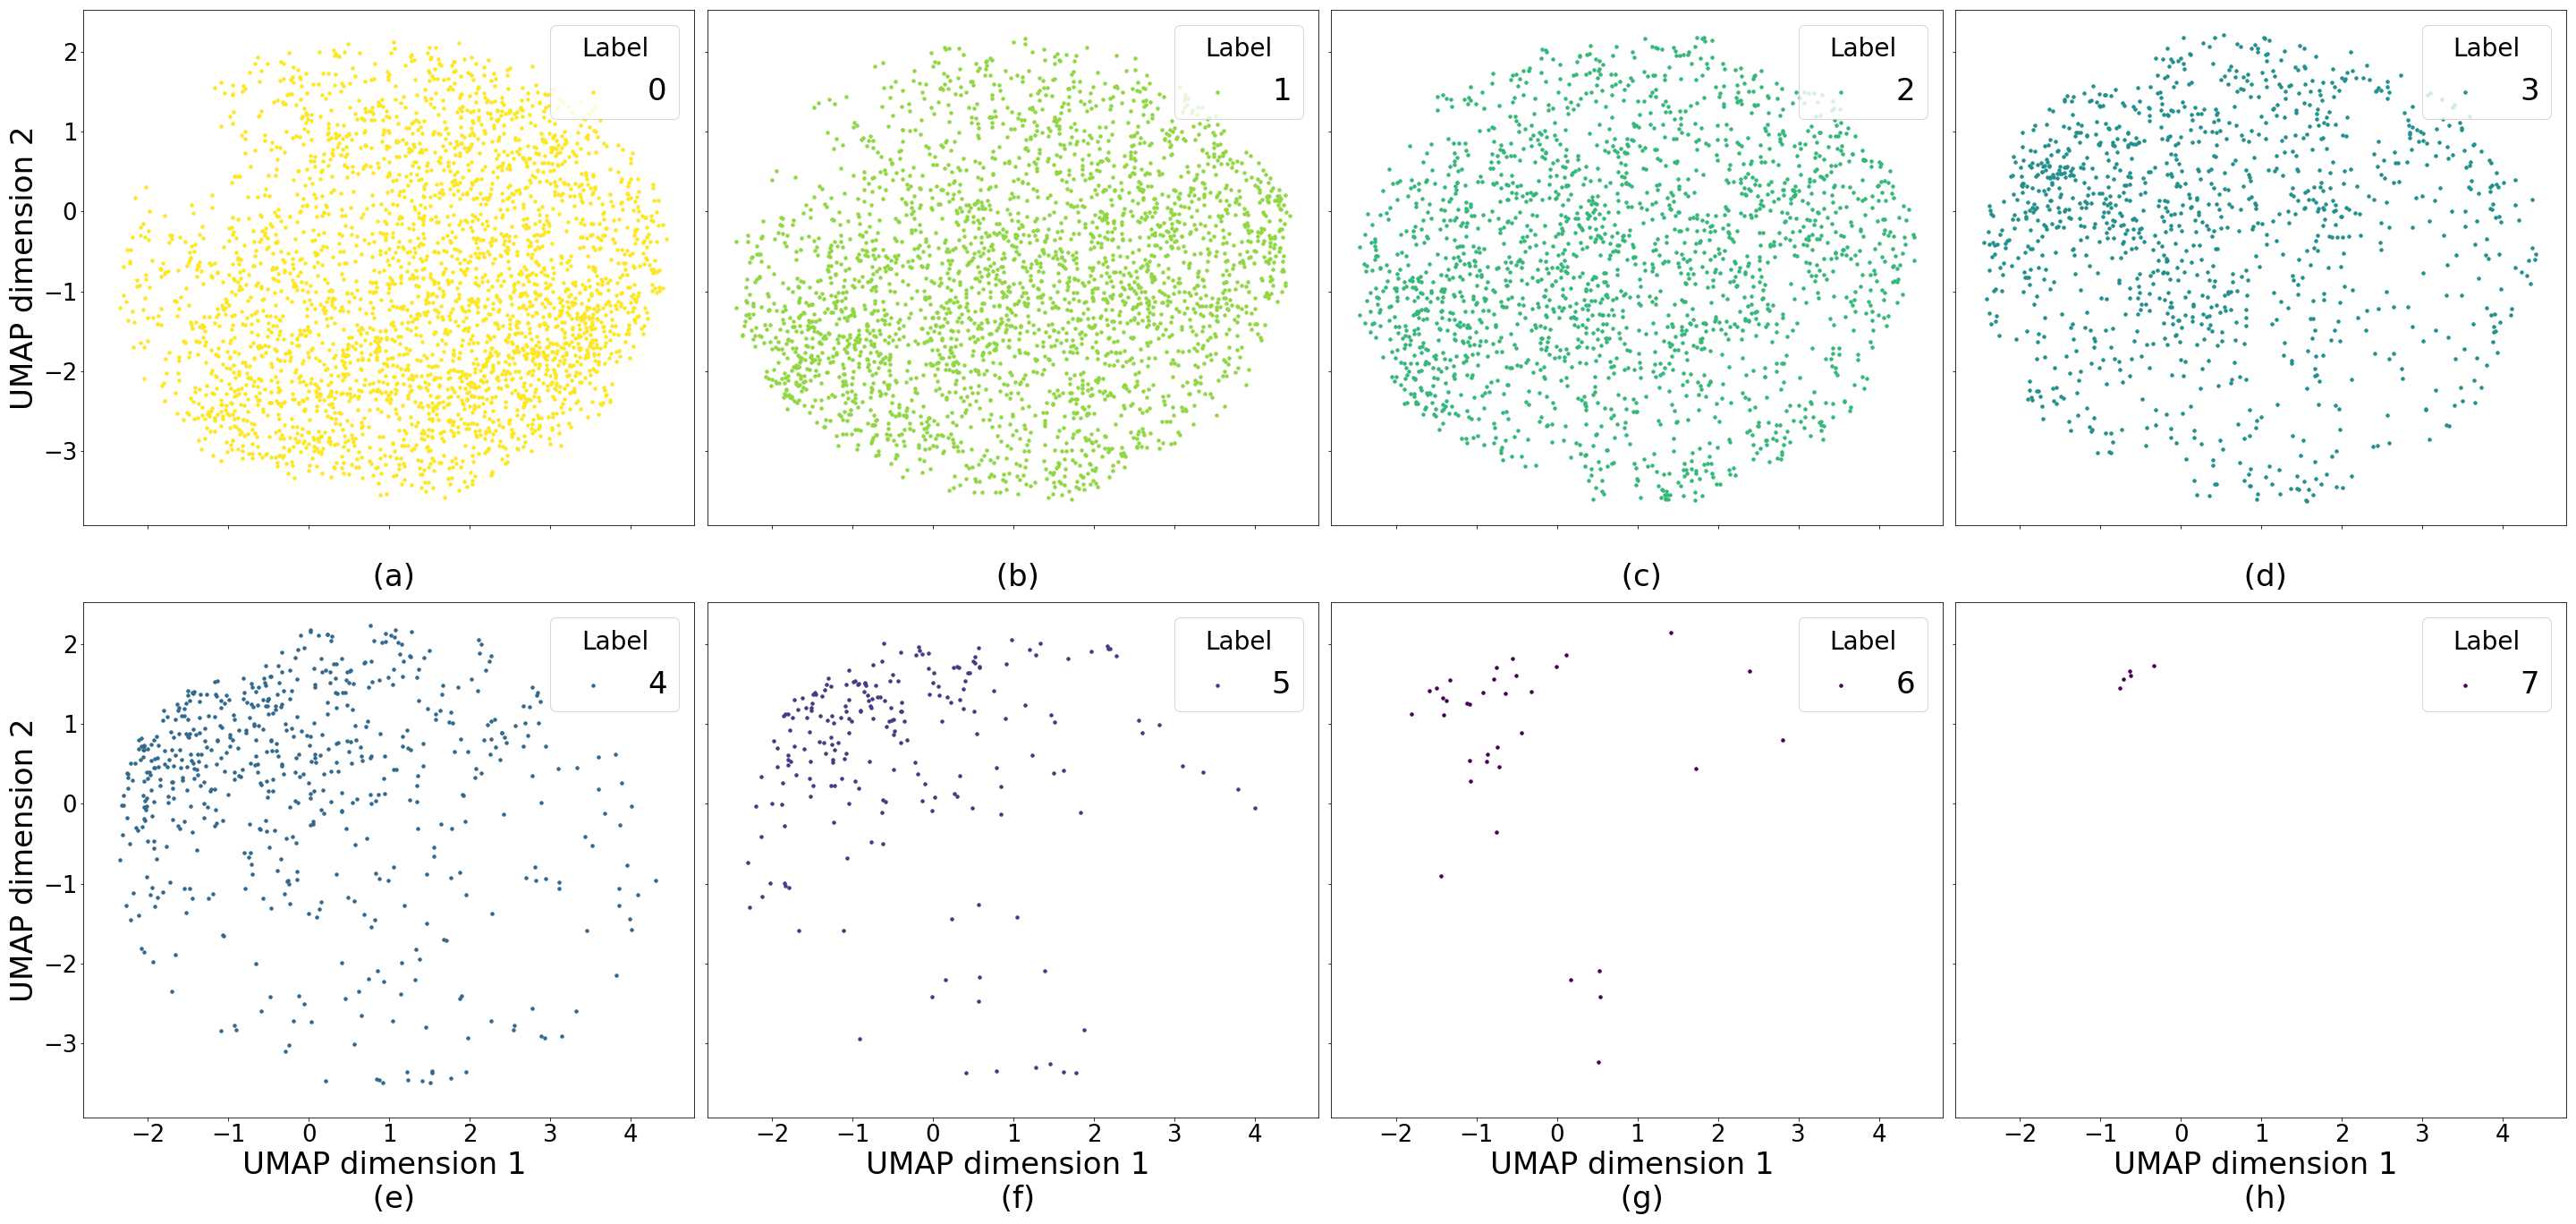 Label
0
Label
1
Label
2
Label
3
UMAP dimension 2
2
1
0
−1
−2
−3
(a)
(b)
(c)
(d)
Label
4
Label
5
Label
6
Label
7
UMAP dimension 2
2
1
0
−1
−2
−3
−2 −1 0 1 2 3 4
−2 −1 0 1 2 3 4
−2 −1 0 1 2 3 4
−2 −1 0 1 2 3 4
UMAP dimension 1
UMAP dimension 1
UMAP dimension 1
UMAP dimension 1
(e)
(f)
(g)
(h)